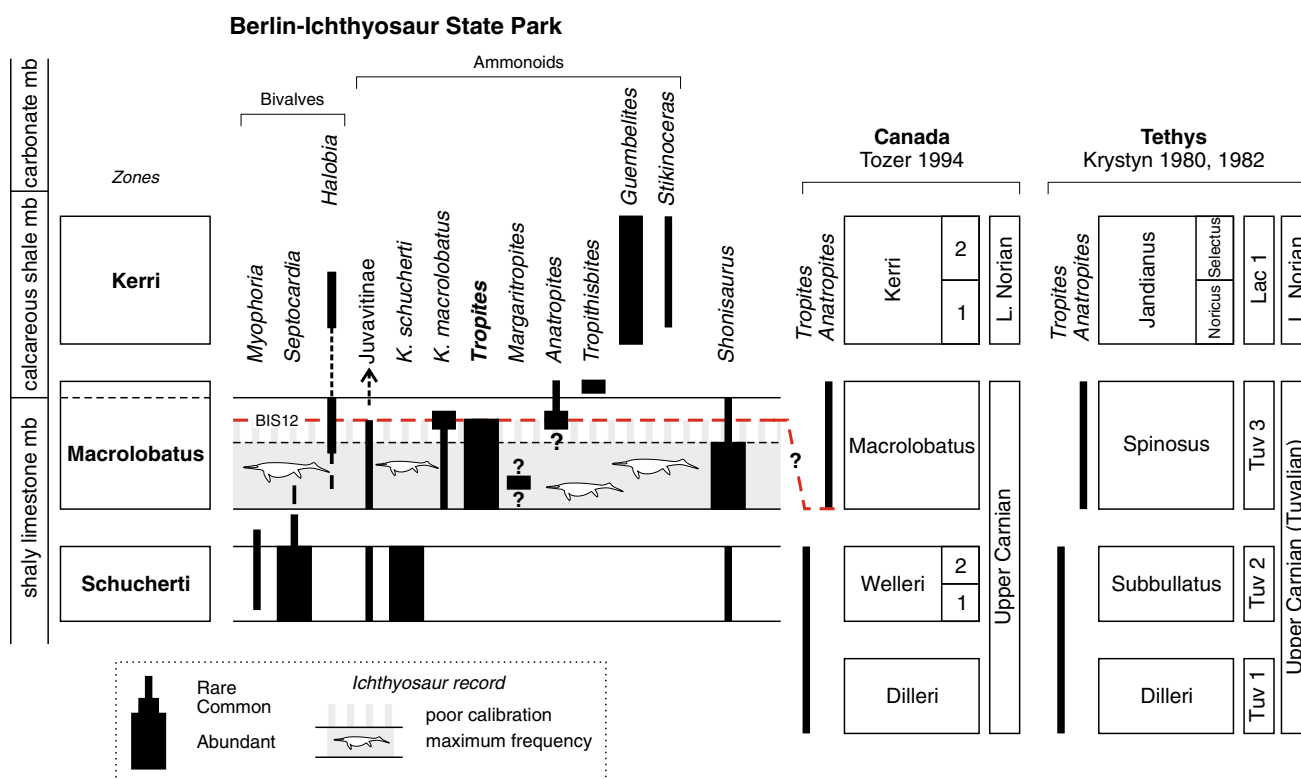 Berlin-Ichthyosaur State Park
Ammonoids
Bivalves
carbonate mb
calcareous shale mb
shaly limestone mb
Zones
Kerri
Macrolobatus
Schucherti
Myophoria
Septocardia
Halobia
Juvavitinae
K. schucherti
K. macrolobatus
Tropites
Margaritropites
Anatropites
Tropithisbites
Guembelites
Stikinoceras
Shonisaurus
BIS12
?
?
?
?
Canada
Tozer 1994
Tropites
Anatropites
Kerri
2
1
L. Norian
Macrolobatus
Welleri
2
1
Dilleri
Upper Carnian
Tethys
Krystyn 1980, 1982
Tropites
Anatropites
Jandianus
Selectus
Noricus
Lac 1
L. Norian
Spinosus
Tuv 3
Subbullatus
Tuv 2
Dilleri
Tuv 1
Upper Carnian (Tuvalian)
Rare
Common
Abundant
Ichthyosaur record
poor calibration
maximum frequency